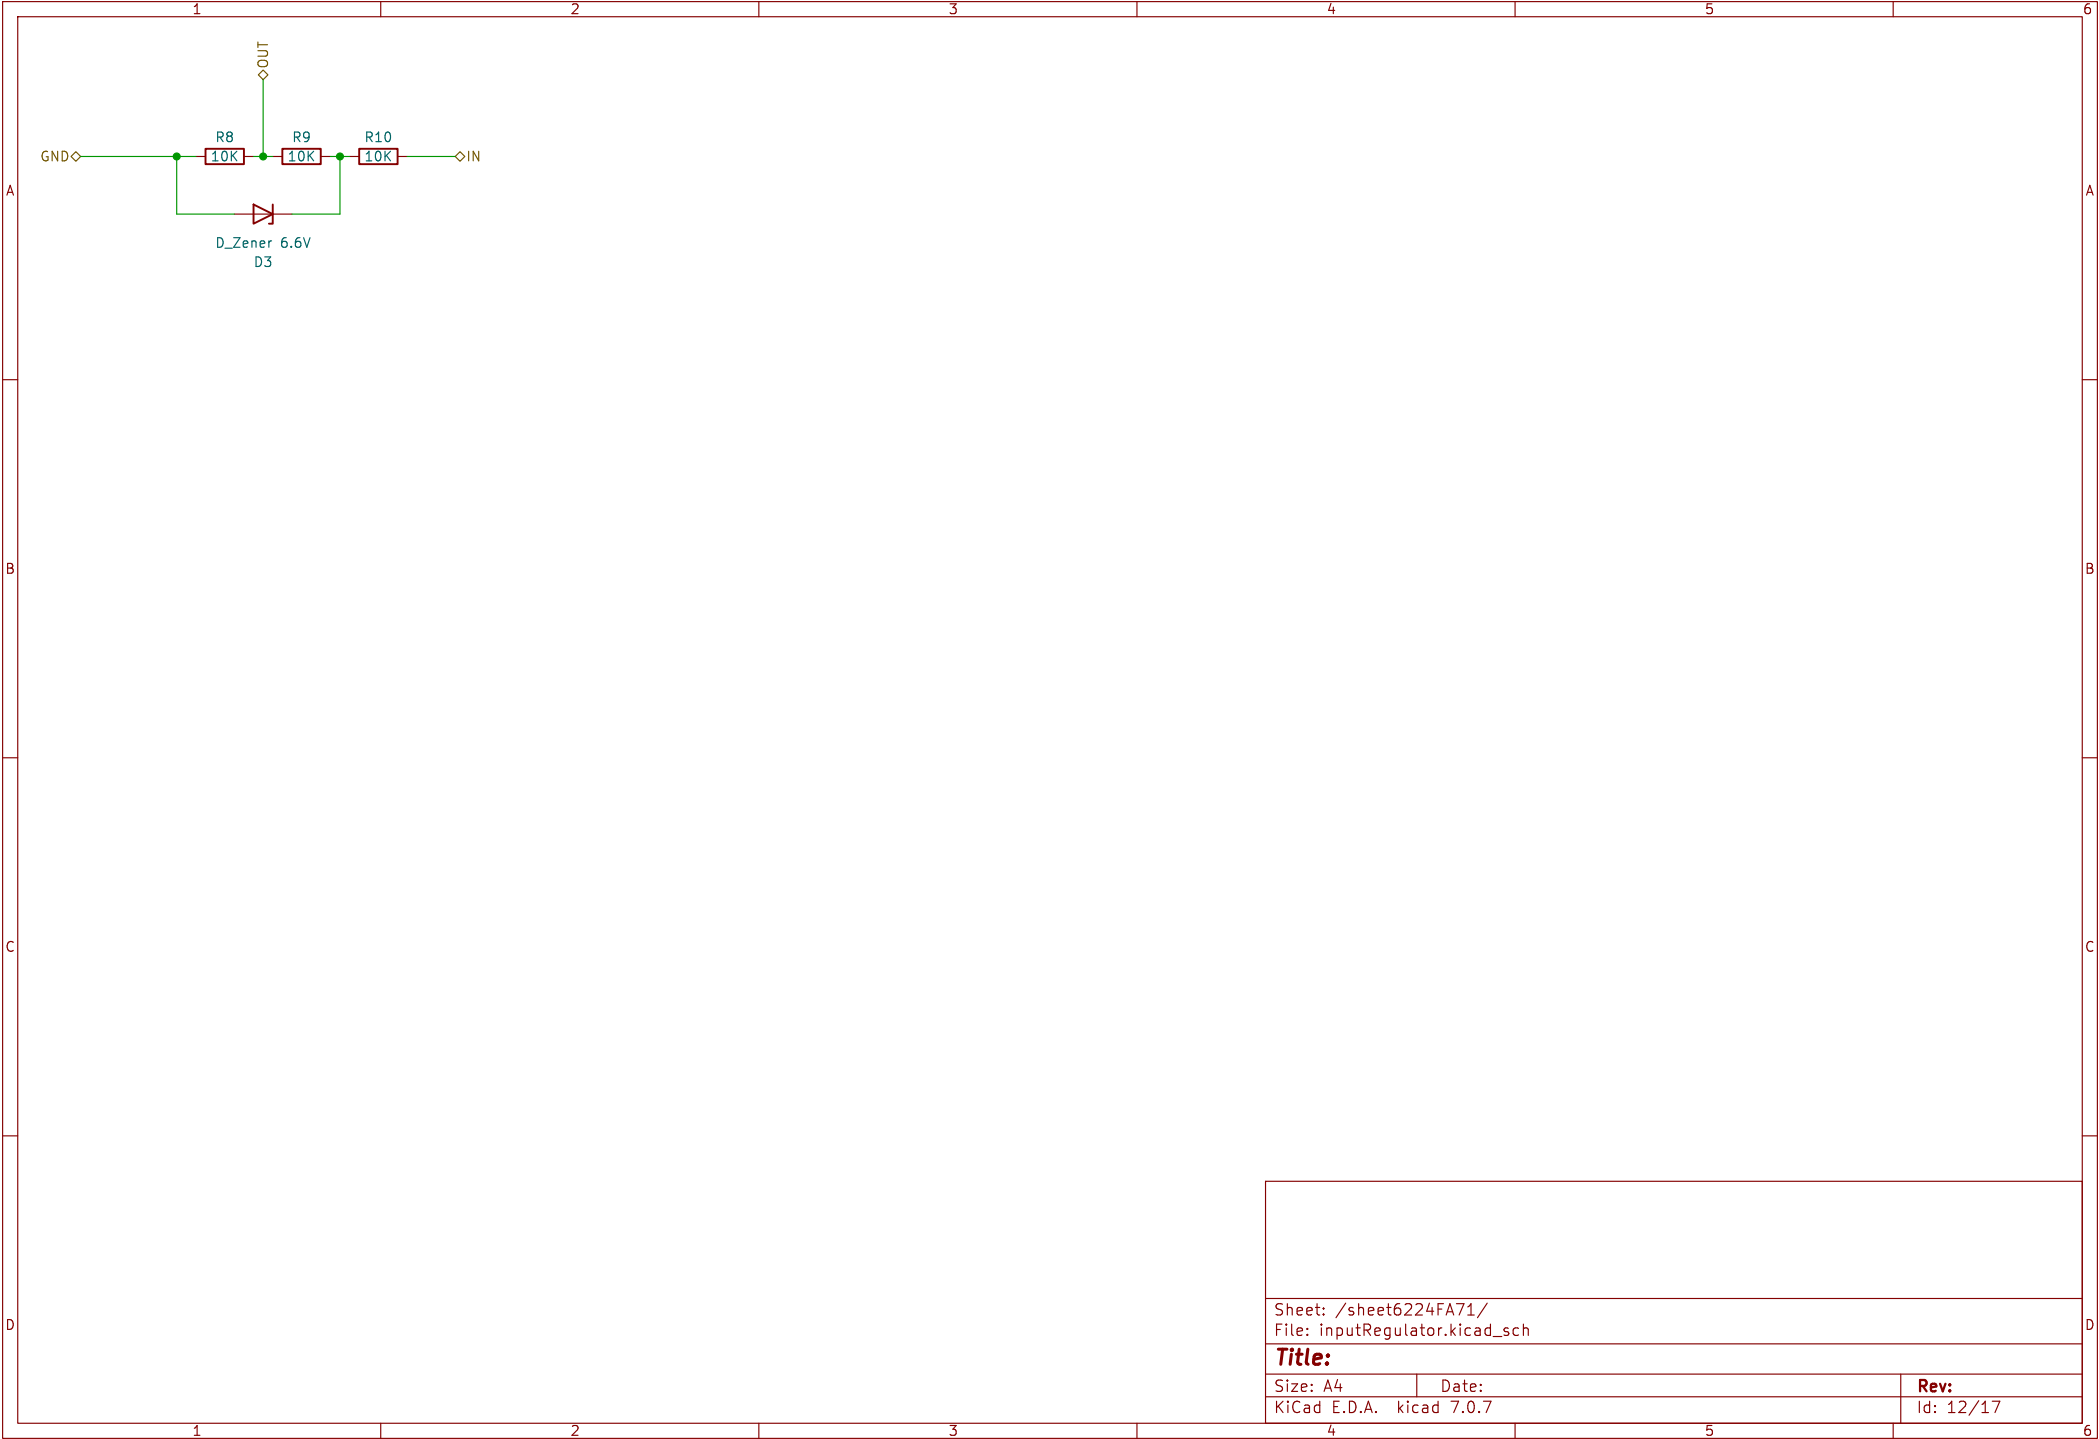 1 2 3 4 5 6
OUT
R8 R9 R10
GND 10K 10K 10K IN
A A
D_Zener 6.6V
D3
B B
C C
Sheet: /sheet6224FA71/
D D
File: inputRegulator.kicad_sch
Title:
Size: A4 Date: Rev:
KiCad E.D.A. kicad 7.0.7 Id: 12/17
1 2 3 4 5 6